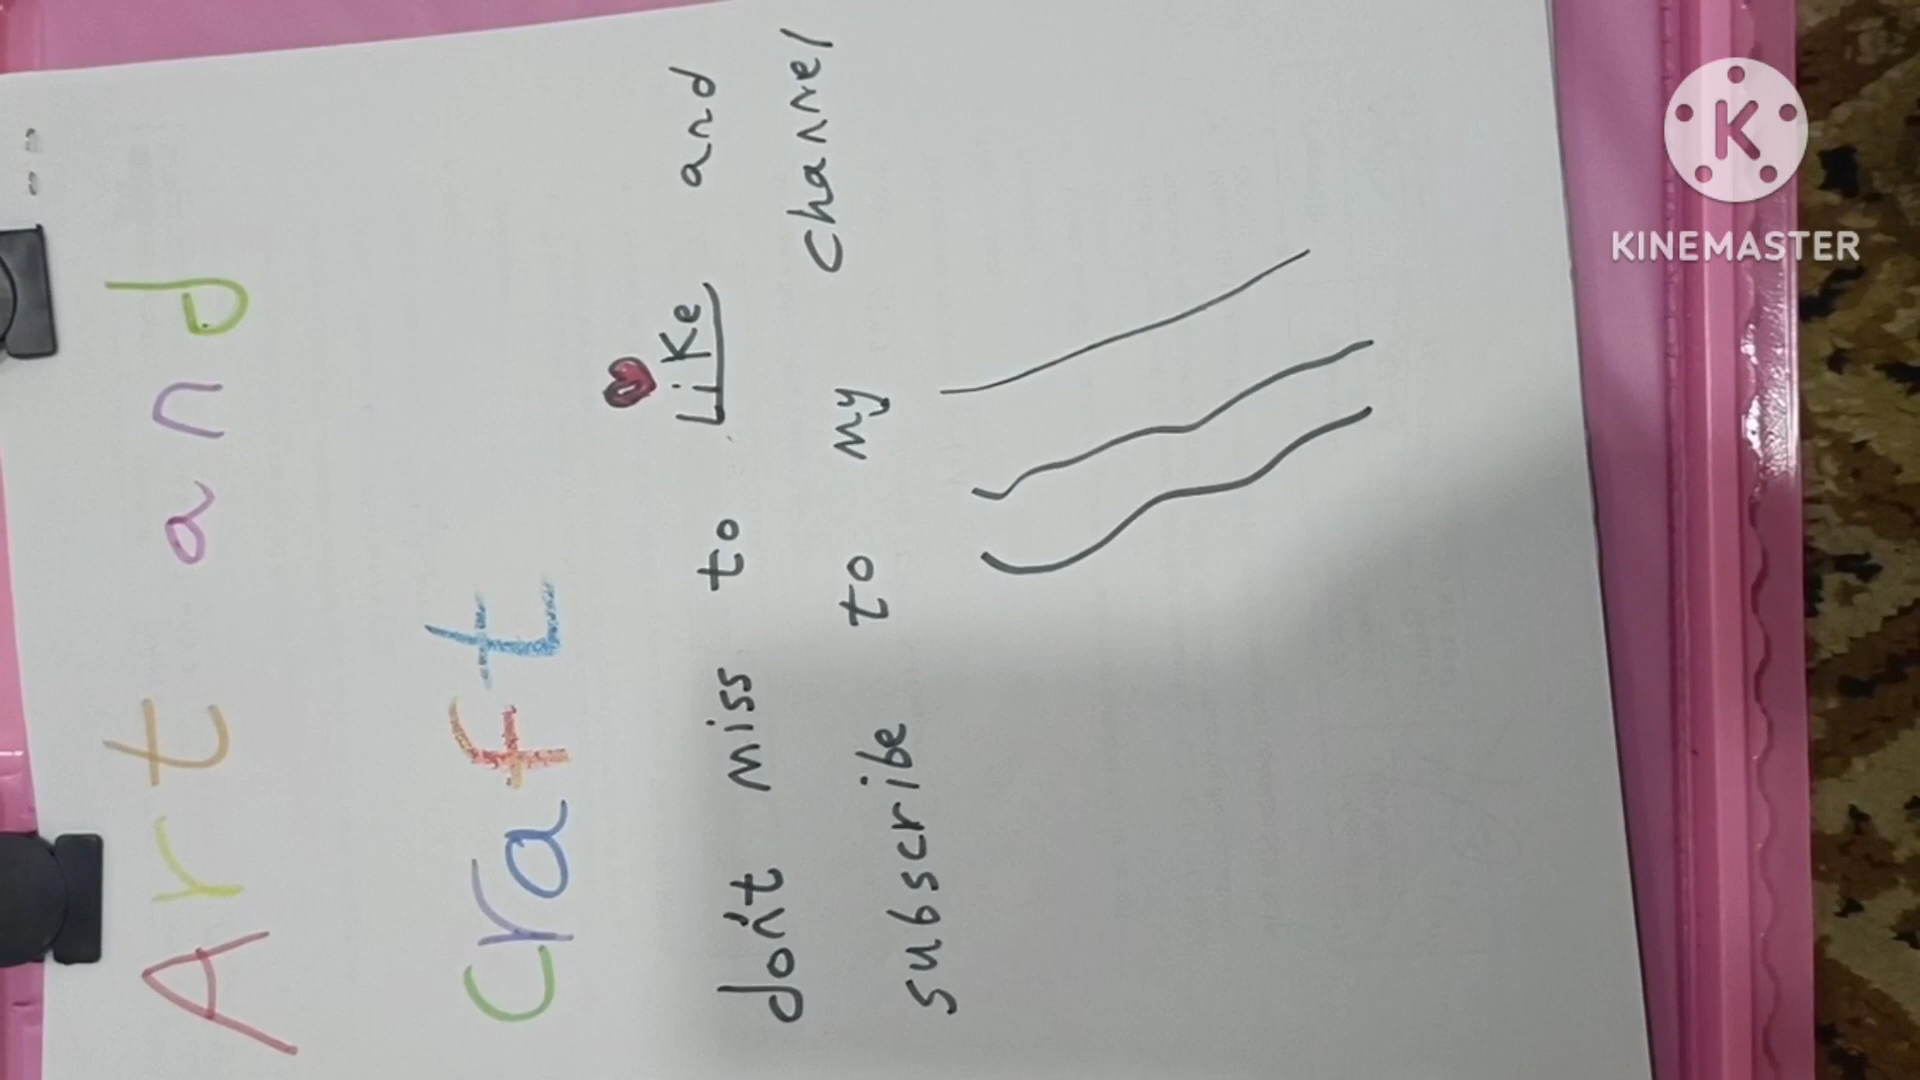 Art and
craft
don't miss to Like and
subscribe to my channel
KINEMASTER